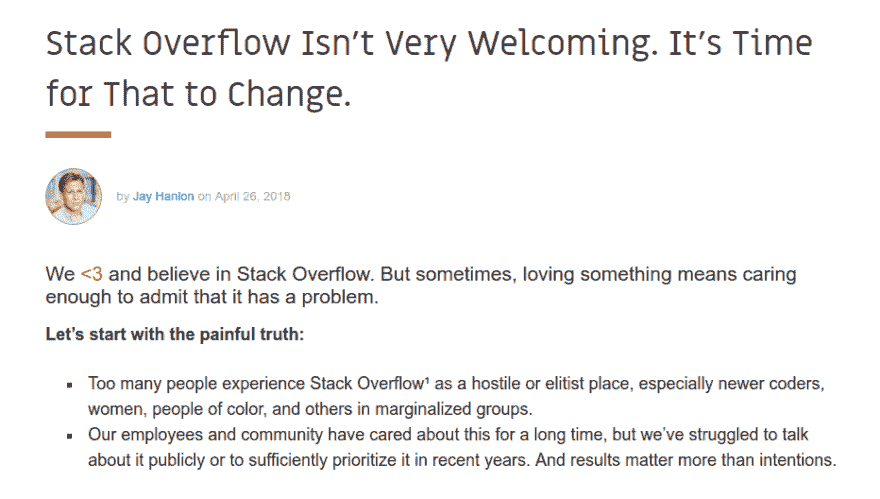 Stack Overflow Isn’t Very Welcoming. It’s Time
for That to Change.
by Jay Hanlon on April 26, 2018
We <3 and believe in Stack Overflow. But sometimes, loving something means caring
enough to admit that it has a problem.
Let’s start with the painful truth:
▪ Too many people experience Stack Overflow¹ as a hostile or elitist place, especially newer coders,
women, people of color, and others in marginalized groups.
▪ Our employees and community have cared about this for a long time, but we’ve struggled to talk
about it publicly or to sufficiently prioritize it in recent years. And results matter more than intentions.